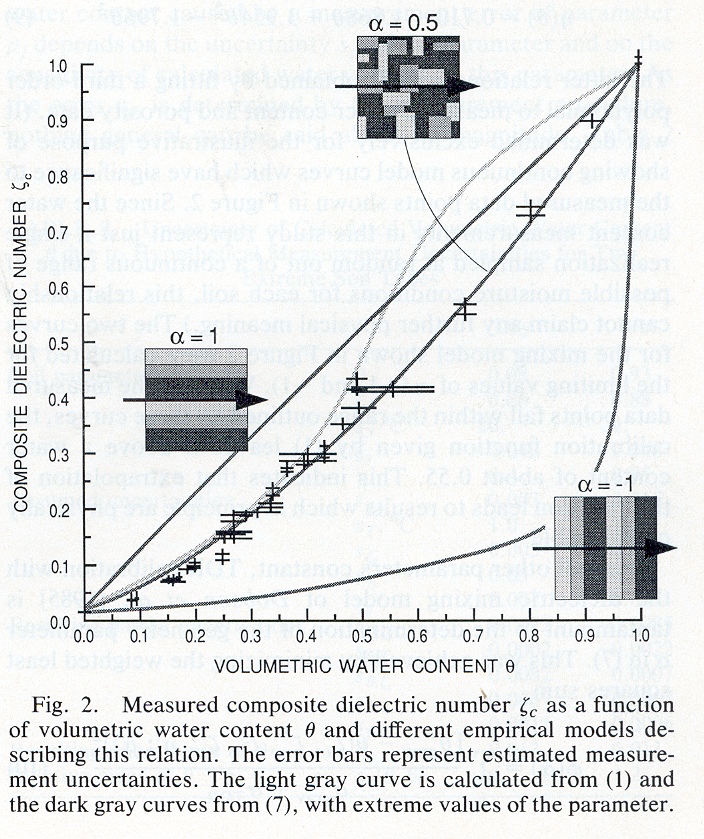 α = 0.5
1.0
0.9
0.8
0.7
0.6
0.5
0.4
0.3
0.2
0.1
0.0
COMPOSITE DIELECTRIC NUMBER ζc
α = 1
α = -1
0.0 0.1 0.2 0.3 0.4 0.5 0.6 0.7 0.8 0.9 1.0
VOLUMETRIC WATER CONTENT θ
Fig. 2. Measured composite dielectric number ζc as a function
of volumetric water content θ and different empirical models de-
scribing this relation. The error bars represent estimated measure-
ment uncertainties. The light gray curve is calculated from (1) and
the dark gray curves from (7), with extreme values of the parameter.